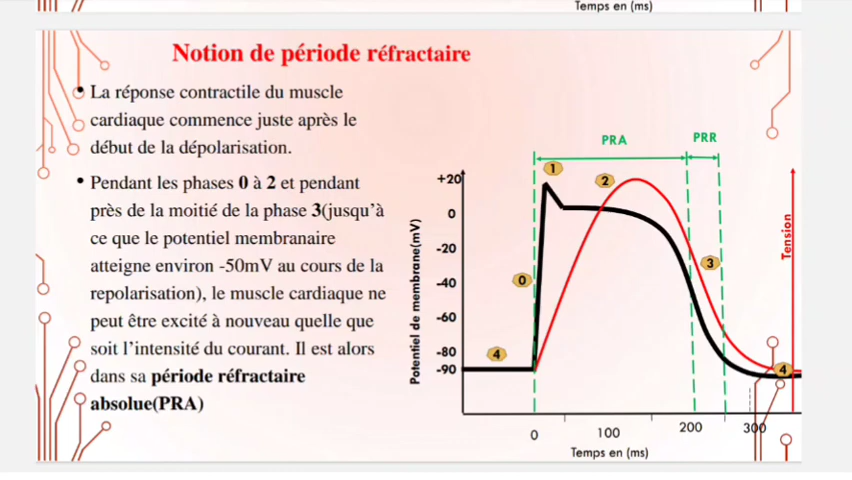 Temps en (ms)
Notion de période réfractaire
• La réponse contractile du muscle
cardiaque commence juste après le
début de la dépolarisation.
• Pendant les phases 0 à 2 et pendant
près de la moitié de la phase 3(jusqu’à
ce que le potentiel membranaire
atteigne environ -50mV au cours de la
repolarisation), le muscle cardiaque ne
peut être excité à nouveau quelle que
soit l’intensité du courant. Il est alors
dans sa période réfractaire
absolue(PRA)
PRA
PRR
Potentiel de membrane(mV)
+20
0
-20
-40
-60
-80
-90
1
2
0
3
4
4
Tension
0
100
200
300
Temps en (ms)